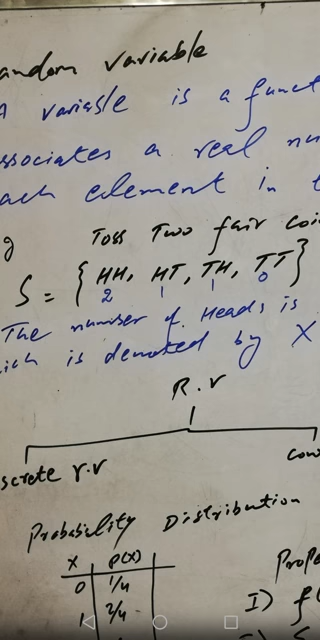 andom variable
A variable is a funct
ssociates a real nu
ach element in t
g Toss Two fair coi
S = { HH, HT, TH, TT }
2 1 1 0
The number of Heads is
ich is denoted by X
R.v
screte r.v con
Probability Distribution
X P(x) Prope
0 1/4 I) f(
1 2/4